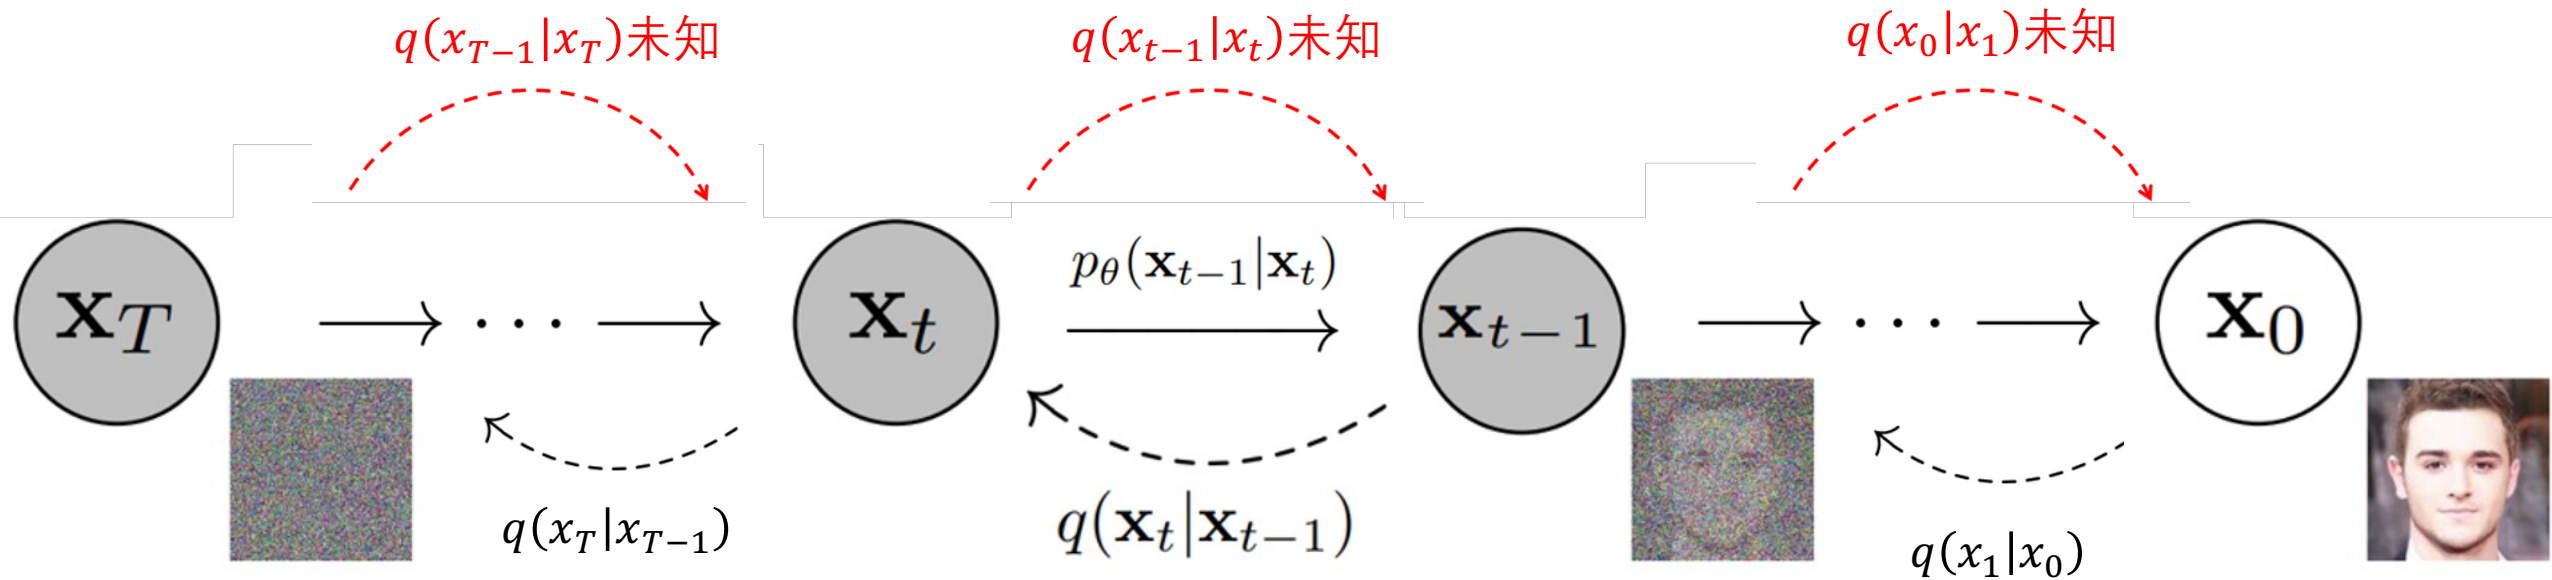 q(x_{T−1}|x_T)未知
q(x_{t−1}|x_t)未知
q(x_0|x_1)未知
x_T
x_t
p_θ(x_{t−1}|x_t)
x_{t−1}
x_0
q(x_T|x_{T−1})
q(x_t|x_{t−1})
q(x_1|x_0)